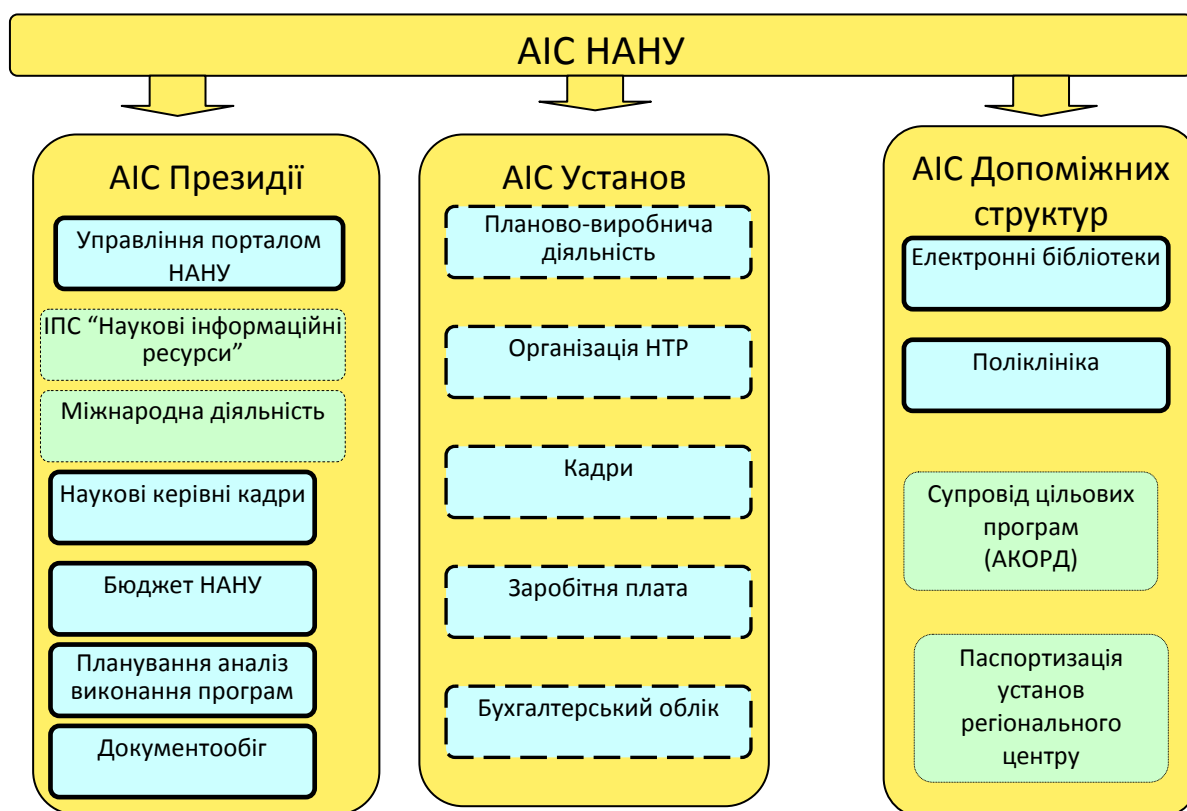 АІС НАНУ
АІС Президії
Управління порталом
НАНУ
ІПС “Наукові інформаційні
ресурси”
Міжнародна діяльність
Наукові керівні кадри
Бюджет НАНУ
Планування аналіз
виконання програм
Документообіг
АІС Установ
Планово-виробнича
діяльність
Організація НТР
Кадри
Заробітня плата
Бухгалтерський облік
АІС Допоміжних
структур
Електронні бібліотеки
Поліклініка
Супровід цільових
програм
(АКОРД)
Паспортизація
установ
регіонального
центру